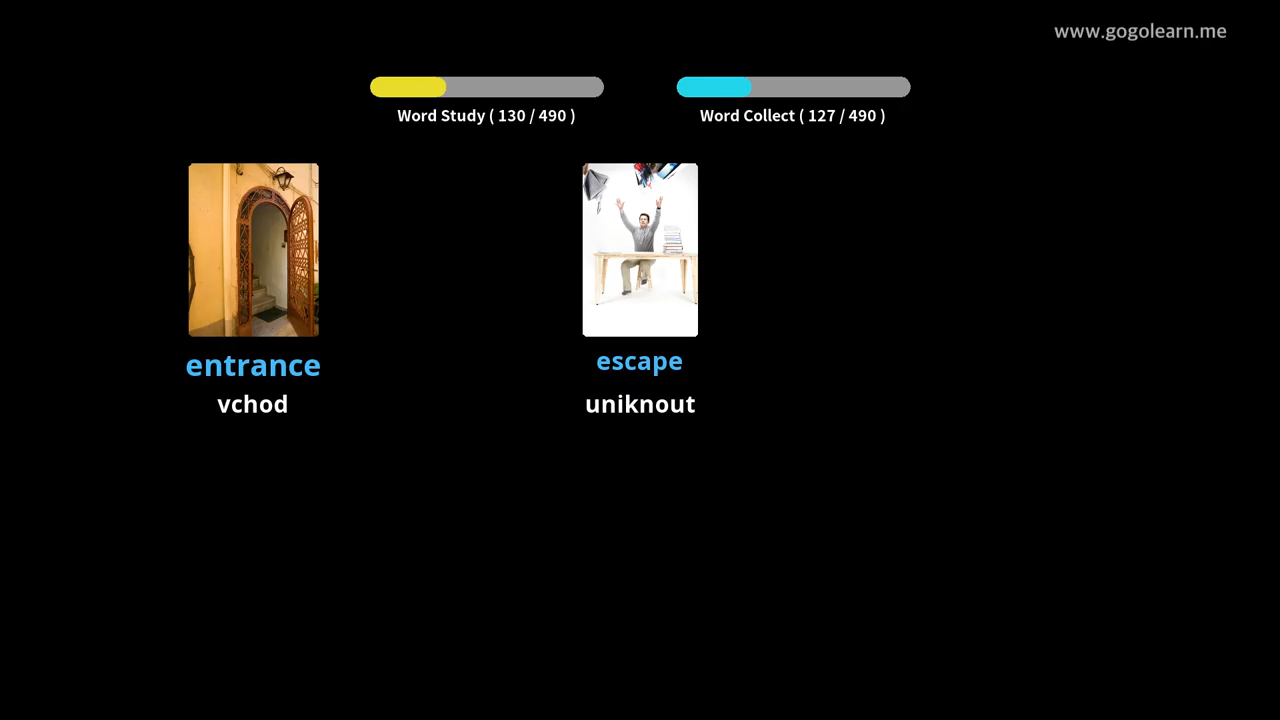 www.gogolearn.me
Word Study ( 130 / 490 )
Word Collect ( 127 / 490 )
entrance
vchod
escape
uniknout